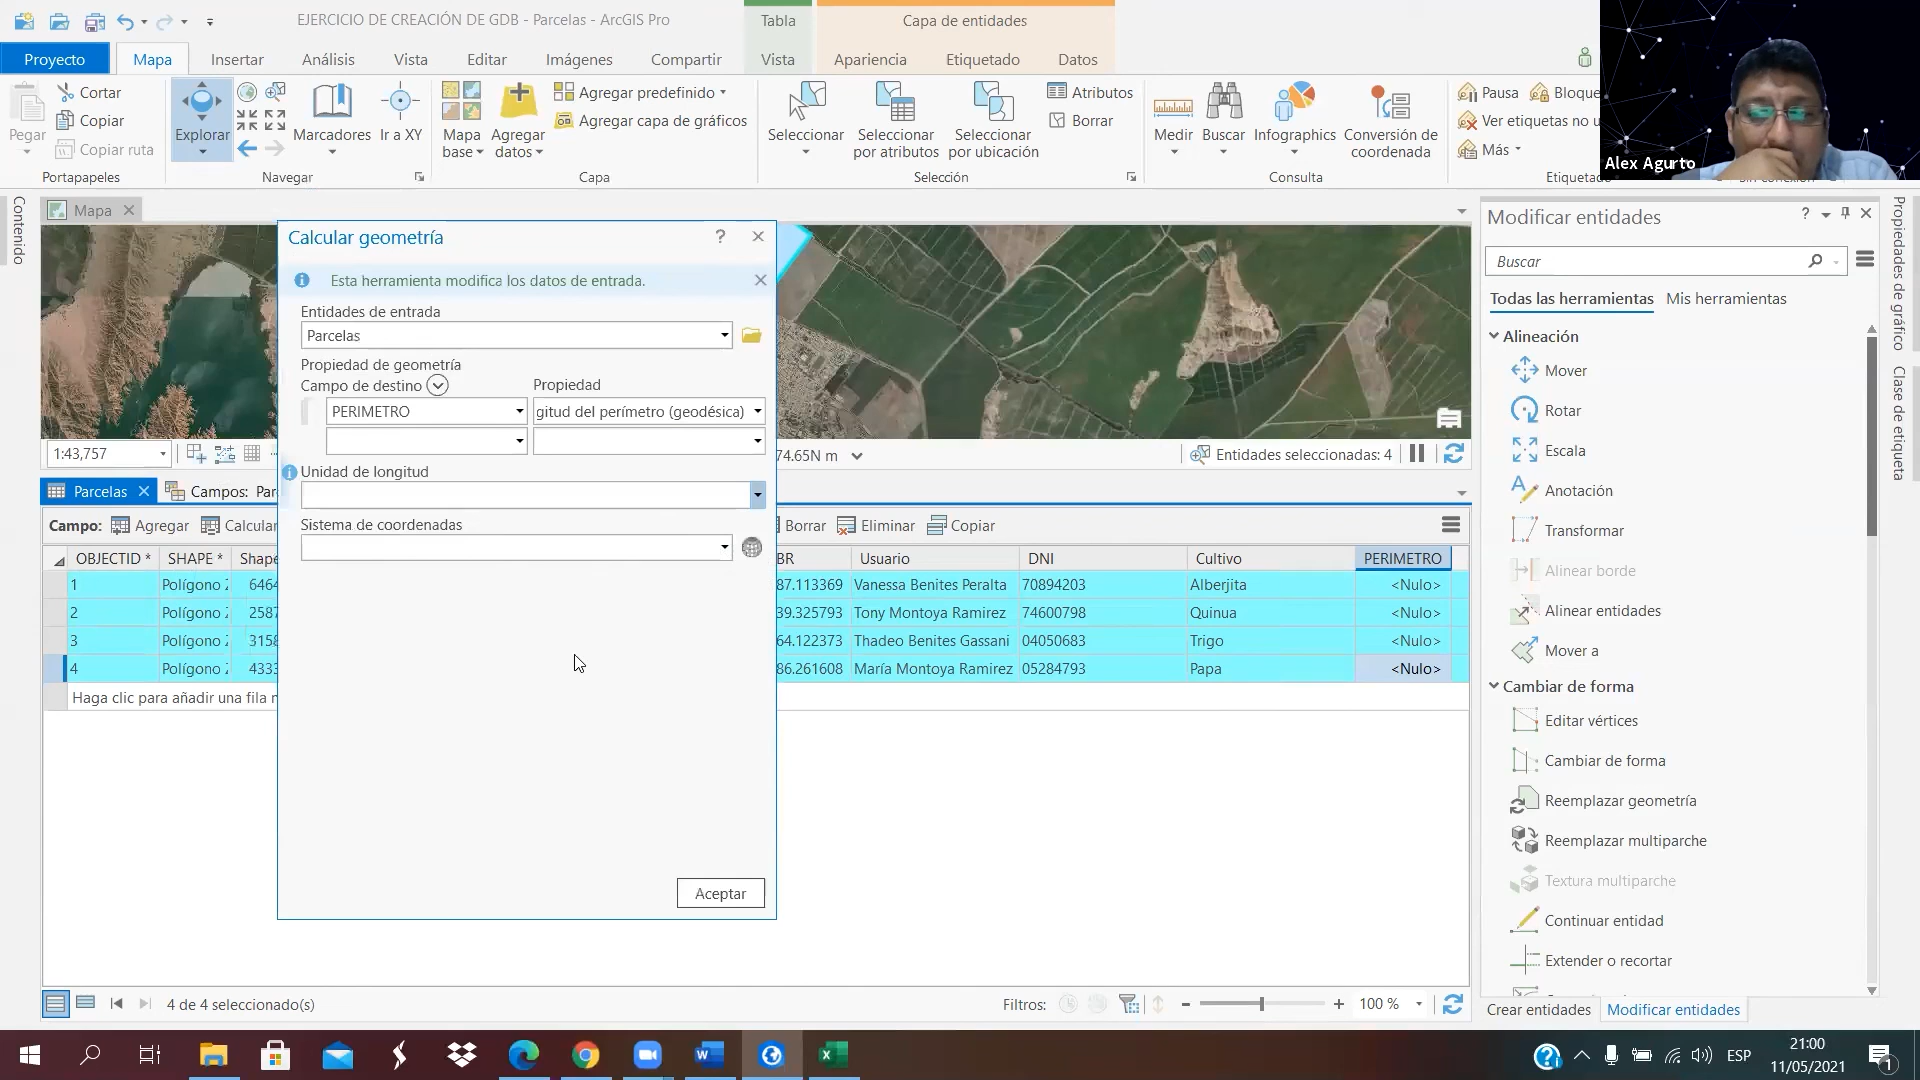 EJERCICIO DE CREACIÓN DE GDB - Parcelas - ArcGIS Pro
Tabla
Capa de entidades
Proyecto
Mapa
Insertar
Análisis
Vista
Editar
Imágenes
Compartir
Vista
Apariencia
Etiquetado
Datos
Pegar
Cortar
Copiar
Copiar ruta
Portapapeles
Explorar
Marcadores
Ir a XY
Navegar
Mapa base
Agregar datos
Agregar predefinido
Agregar capa de gráficos
Capa
Seleccionar
Seleccionar por atributos
Seleccionar por ubicación
Atributos
Borrar
Selección
Medir
Buscar
Infographics
Conversión de coordenada
Consulta
Pausa
Bloque
Ver etiquetas no u
Más
Alex Agurto
Contenido
Mapa
Calcular geometría
?
Esta herramienta modifica los datos de entrada.
Entidades de entrada
Parcelas
Propiedad de geometría
Campo de destino
Propiedad
PERIMETRO
gitud del perímetro (geodésica)
Unidad de longitud
Sistema de coordenadas
Aceptar
1:43,757
74.65N m
Entidades seleccionadas: 4
Parcelas
Campos: Par
Campo:
Agregar
Calcular
Borrar
Eliminar
Copiar
OBJECTID *
SHAPE *
Shape
BR
Usuario
DNI
Cultivo
PERIMETRO
1
Polígono Z
6464
87.113369
Vanessa Benites Peralta
70894203
Alberjita
<Nulo>
2
Polígono Z
2587
39.325793
Tony Montoya Ramirez
74600798
Quinua
<Nulo>
3
Polígono Z
3158
64.122373
Thadeo Benites Gassani
04050683
Trigo
<Nulo>
4
Polígono Z
4333
86.261608
María Montoya Ramirez
05284793
Papa
<Nulo>
Haga clic para añadir una fila n
4 de 4 seleccionado(s)
Filtros:
100 %
Modificar entidades
?
Buscar
Todas las herramientas
Mis herramientas
Alineación
Mover
Rotar
Escala
Anotación
Transformar
Alinear borde
Alinear entidades
Mover a
Cambiar de forma
Editar vértices
Cambiar de forma
Reemplazar geometría
Reemplazar multiparche
Textura multiparche
Continuar entidad
Extender o recortar
Crear entidades
Modificar entidades
Propiedades de gráfico
Clase de etiqueta
ESP
21:00
11/05/2021
1